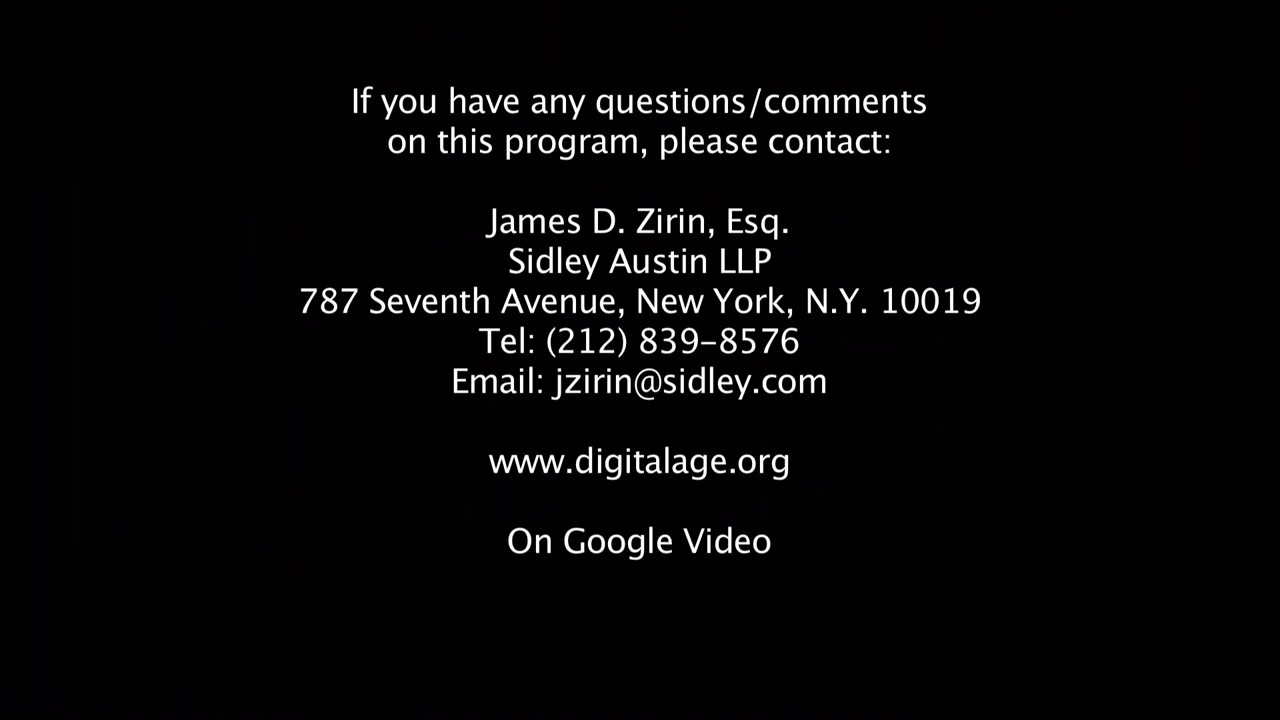 If you have any questions/comments
on this program, please contact:
James D. Zirin, Esq.
Sidley Austin LLP
787 Seventh Avenue, New York, N.Y. 10019
Tel: (212) 839-8576
Email: jzirin@sidley.com
www.digitalage.org
On Google Video